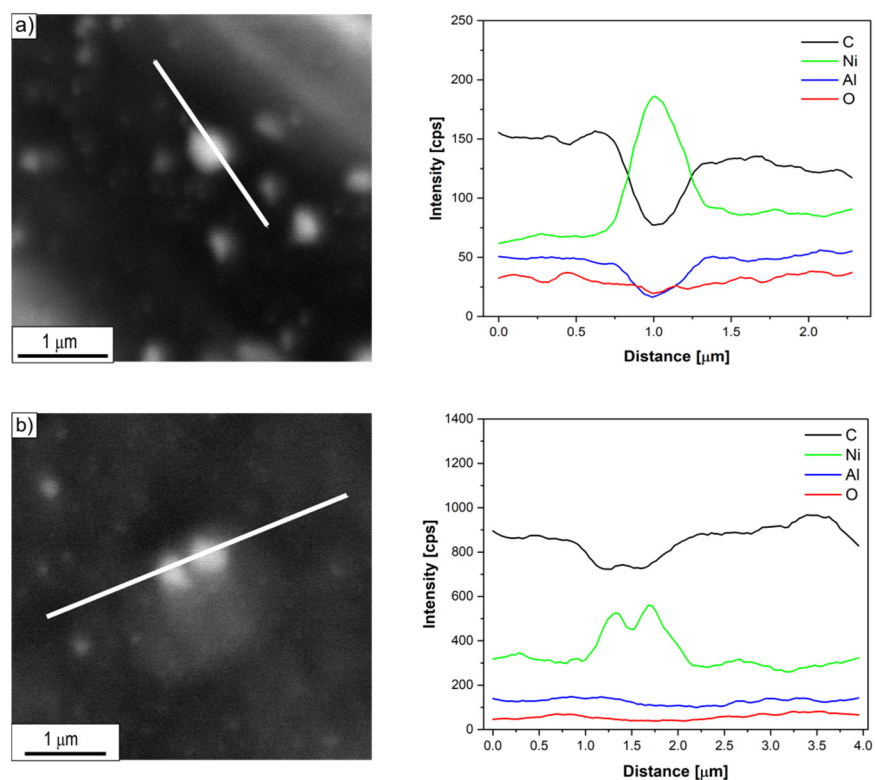 a)
1 μm
Intensity [cps]
300
250
200
150
100
50
0
C
Ni
Al
O
0.0 0.5 1.0 1.5 2.0
Distance [μm]
b)
1 μm
Intensity [cps]
1400
1200
1000
800
600
400
200
0
C
Ni
Al
O
0.0 0.5 1.0 1.5 2.0 2.5 3.0 3.5 4.0
Distance [μm]